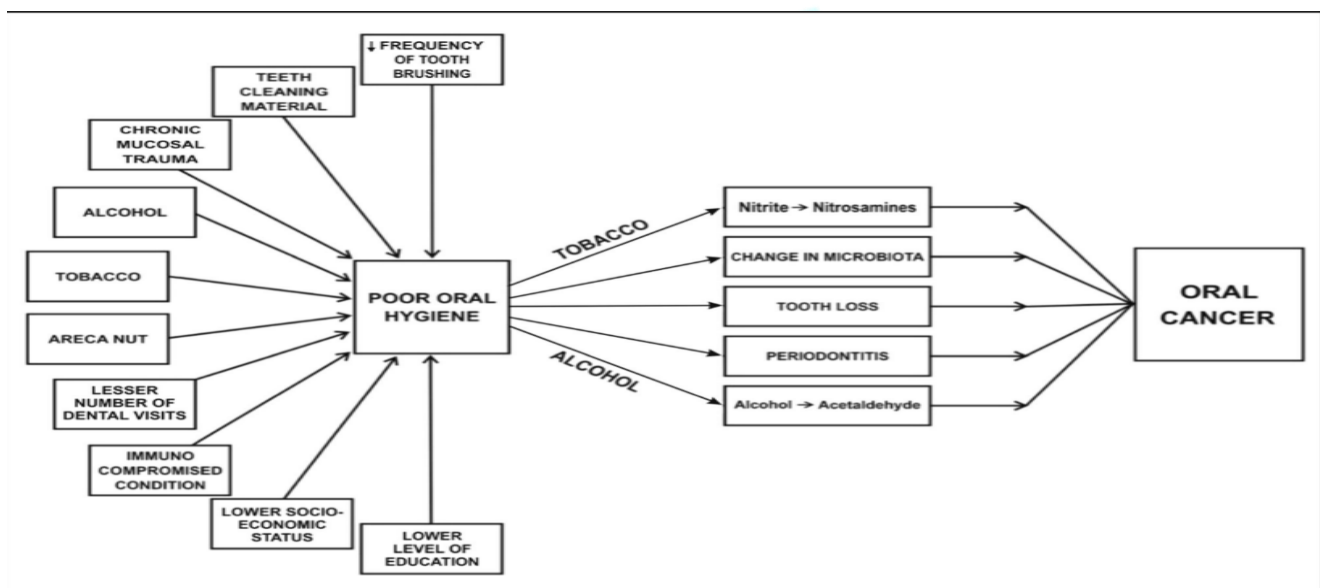 ↓ FREQUENCY
OF TOOTH
BRUSHING
TEETH
CLEANING
MATERIAL
CHRONIC
MUCOSAL
TRAUMA
ALCOHOL
TOBACCO
ARECA NUT
LESSER
NUMBER OF
DENTAL VISITS
IMMUNO
COMPROMISED
CONDITION
LOWER SOCIO-
ECONOMIC
STATUS
LOWER
LEVEL OF
EDUCATION
POOR ORAL
HYGIENE
TOBACCO
ALCOHOL
Nitrite → Nitrosamines
CHANGE IN MICROBIOTA
TOOTH LOSS
PERIODONTITIS
Alcohol → Acetaldehyde
ORAL
CANCER